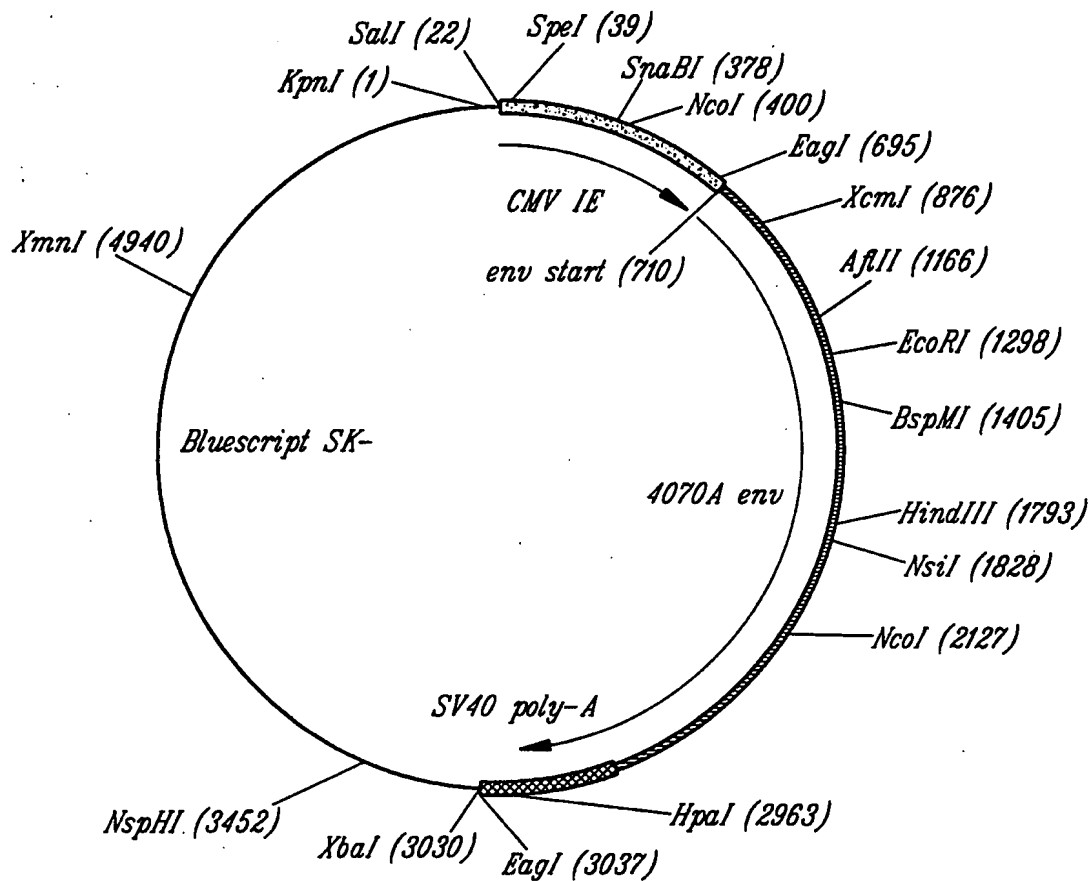 SalI (22)
SpeI (39)
KpnI (1)
SnaBI (378)
NcoI (400)
EagI (695)
XcmI (876)
CMV IE
XmnI (4940)
env start (710)
AflII (1166)
EcoRI (1298)
BspMI (1405)
Bluescript SK-
4070A env
HindIII (1793)
NsiI (1828)
NcoI (2127)
SV40 poly-A
NspHI (3452)
HpaI (2963)
XbaI (3030)
EagI (3037)